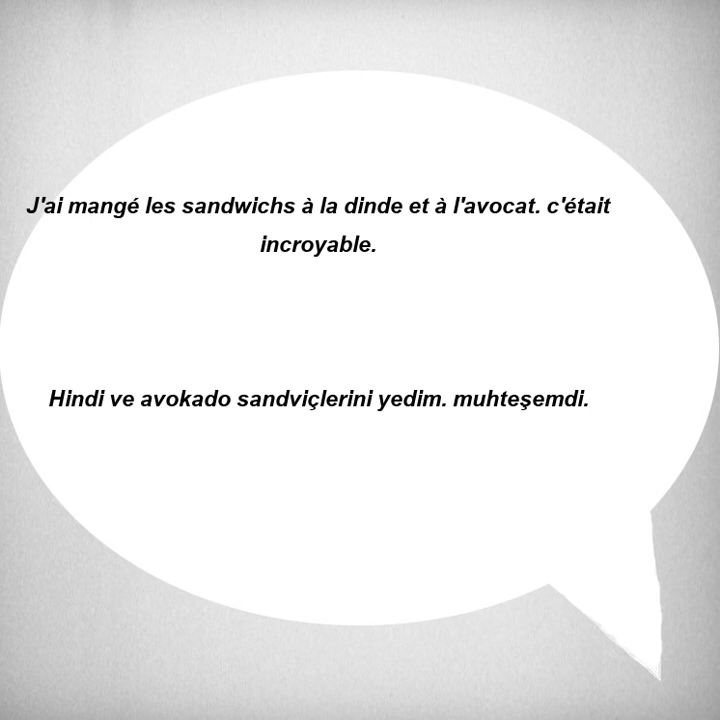 J'ai mangé les sandwichs à la dinde et à l'avocat. c'était
incroyable.
Hindi ve avokado sandviçlerini yedim. muhteşemdi.